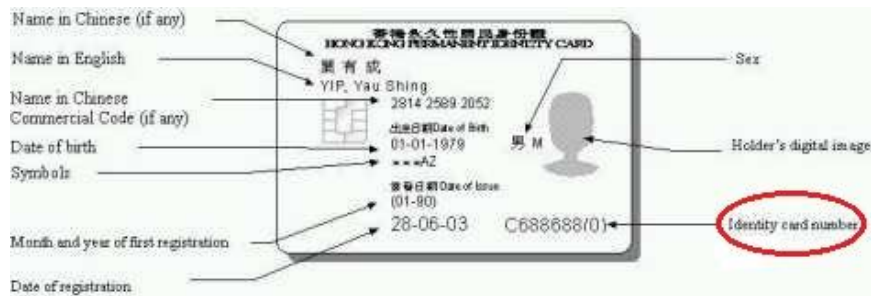 Name in Chinese (if any)
Name in English
Name in Chinese
Commercial Code (if any)
Date of birth
Symbols
Month and year of first registration
Date of registration
香港永久性居民身份證
HONG KONG PERMANENT IDENTITY CARD
葉有成
YIP, Yau Shing
2814 2589 2052
出生日期Date of Birth
01-01-1979
男 M
***AZ
簽發日期Date of Issue
(01-90)
28-06-03
C688688(01
Sex
Holder's digital image
Identity card number